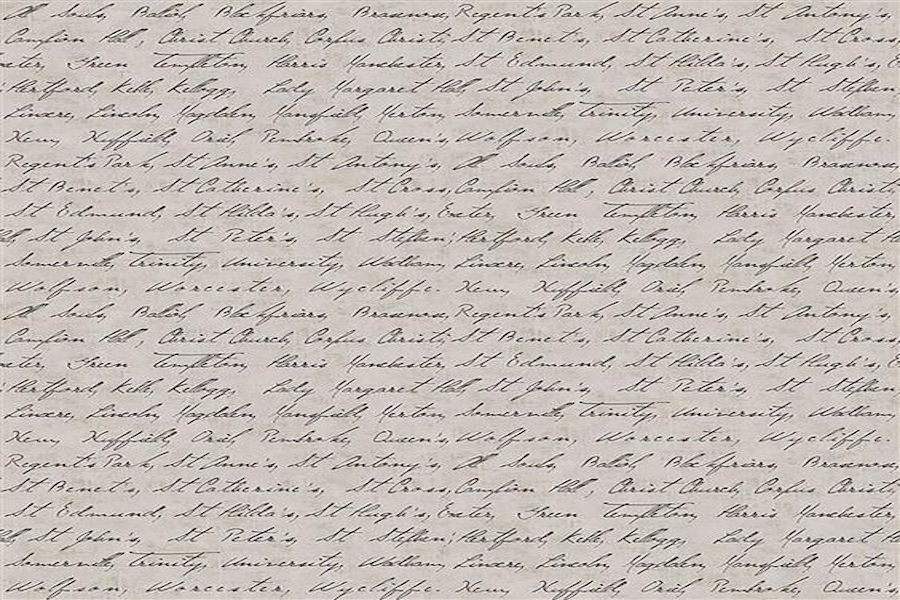 All Souls, Balliol, Blackfriars, Brasenose, Regent's Park, St Anne's, St Antony's,
Campion Hall, Christ Church, Corpus Christi, St Benet's, St Catherine's, St Cross,
Exeter, Green Templeton, Harris Manchester, St Edmund, St Hilda's, St Hugh's, E
Hertford, Keble, Kellogg, Lady Margaret Hall, St John's, St Peter's, St Stephen
Linacre, Lincoln, Magdalen, Mansfield, Merton, Somerville, Trinity, University, Wadham,
New, Nuffield, Oriel, Pembroke, Queen's, Wolfson, Worcester, Wycliffe.
Regent's Park, St Anne's, St Antony's, All Souls, Balliol, Blackfriars, Brasenose,
St Benet's, St Catherine's, St Cross, Campion Hall, Christ Church, Corpus Christi,
St Edmund, St Hilda's, St Hugh's, Exeter, Green Templeton, Harris Manchester,
Hall, St John's, St Peter's, St Stephen; Hertford, Keble, Kellogg, Lady Margaret H
Somerville, Trinity, University, Wadham, Linacre, Lincoln, Magdalen, Mansfield, Merton,
Wolfson, Worcester, Wycliffe. New, Nuffield, Oriel, Pembroke, Queen's,
All Souls, Balliol, Blackfriars, Brasenose, Regent's Park, St Anne's, St Antony's,
Campion Hall, Christ Church, Corpus Christi, St Benet's, St Catherine's, St Cross,
Exeter, Green Templeton, Harris Manchester, St Edmund, St Hilda's, St Hugh's, E
Hertford, Keble, Kellogg, Lady Margaret Hall, St John's, St Peter's, St Stephen
Linacre, Lincoln, Magdalen, Mansfield, Merton, Somerville, Trinity, University, Wadham,
New, Nuffield, Oriel, Pembroke, Queen's, Wolfson, Worcester, Wycliffe.
Regent's Park, St Anne's, St Antony's, All Souls, Balliol, Blackfriars, Brasenose,
St Benet's, St Catherine's, St Cross, Campion Hall, Christ Church, Corpus Christi,
St Edmund, St Hilda's, St Hugh's, Exeter, Green Templeton, Harris Manchester,
Hall, St John's, St Peter's, St Stephen; Hertford, Keble, Kellogg, Lady Margaret H
Somerville, Trinity, University, Wadham, Linacre, Lincoln, Magdalen, Mansfield, Merton,
Wolfson, Worcester, Wycliffe. New, Nuffield, Oriel, Pembroke, Queen's,